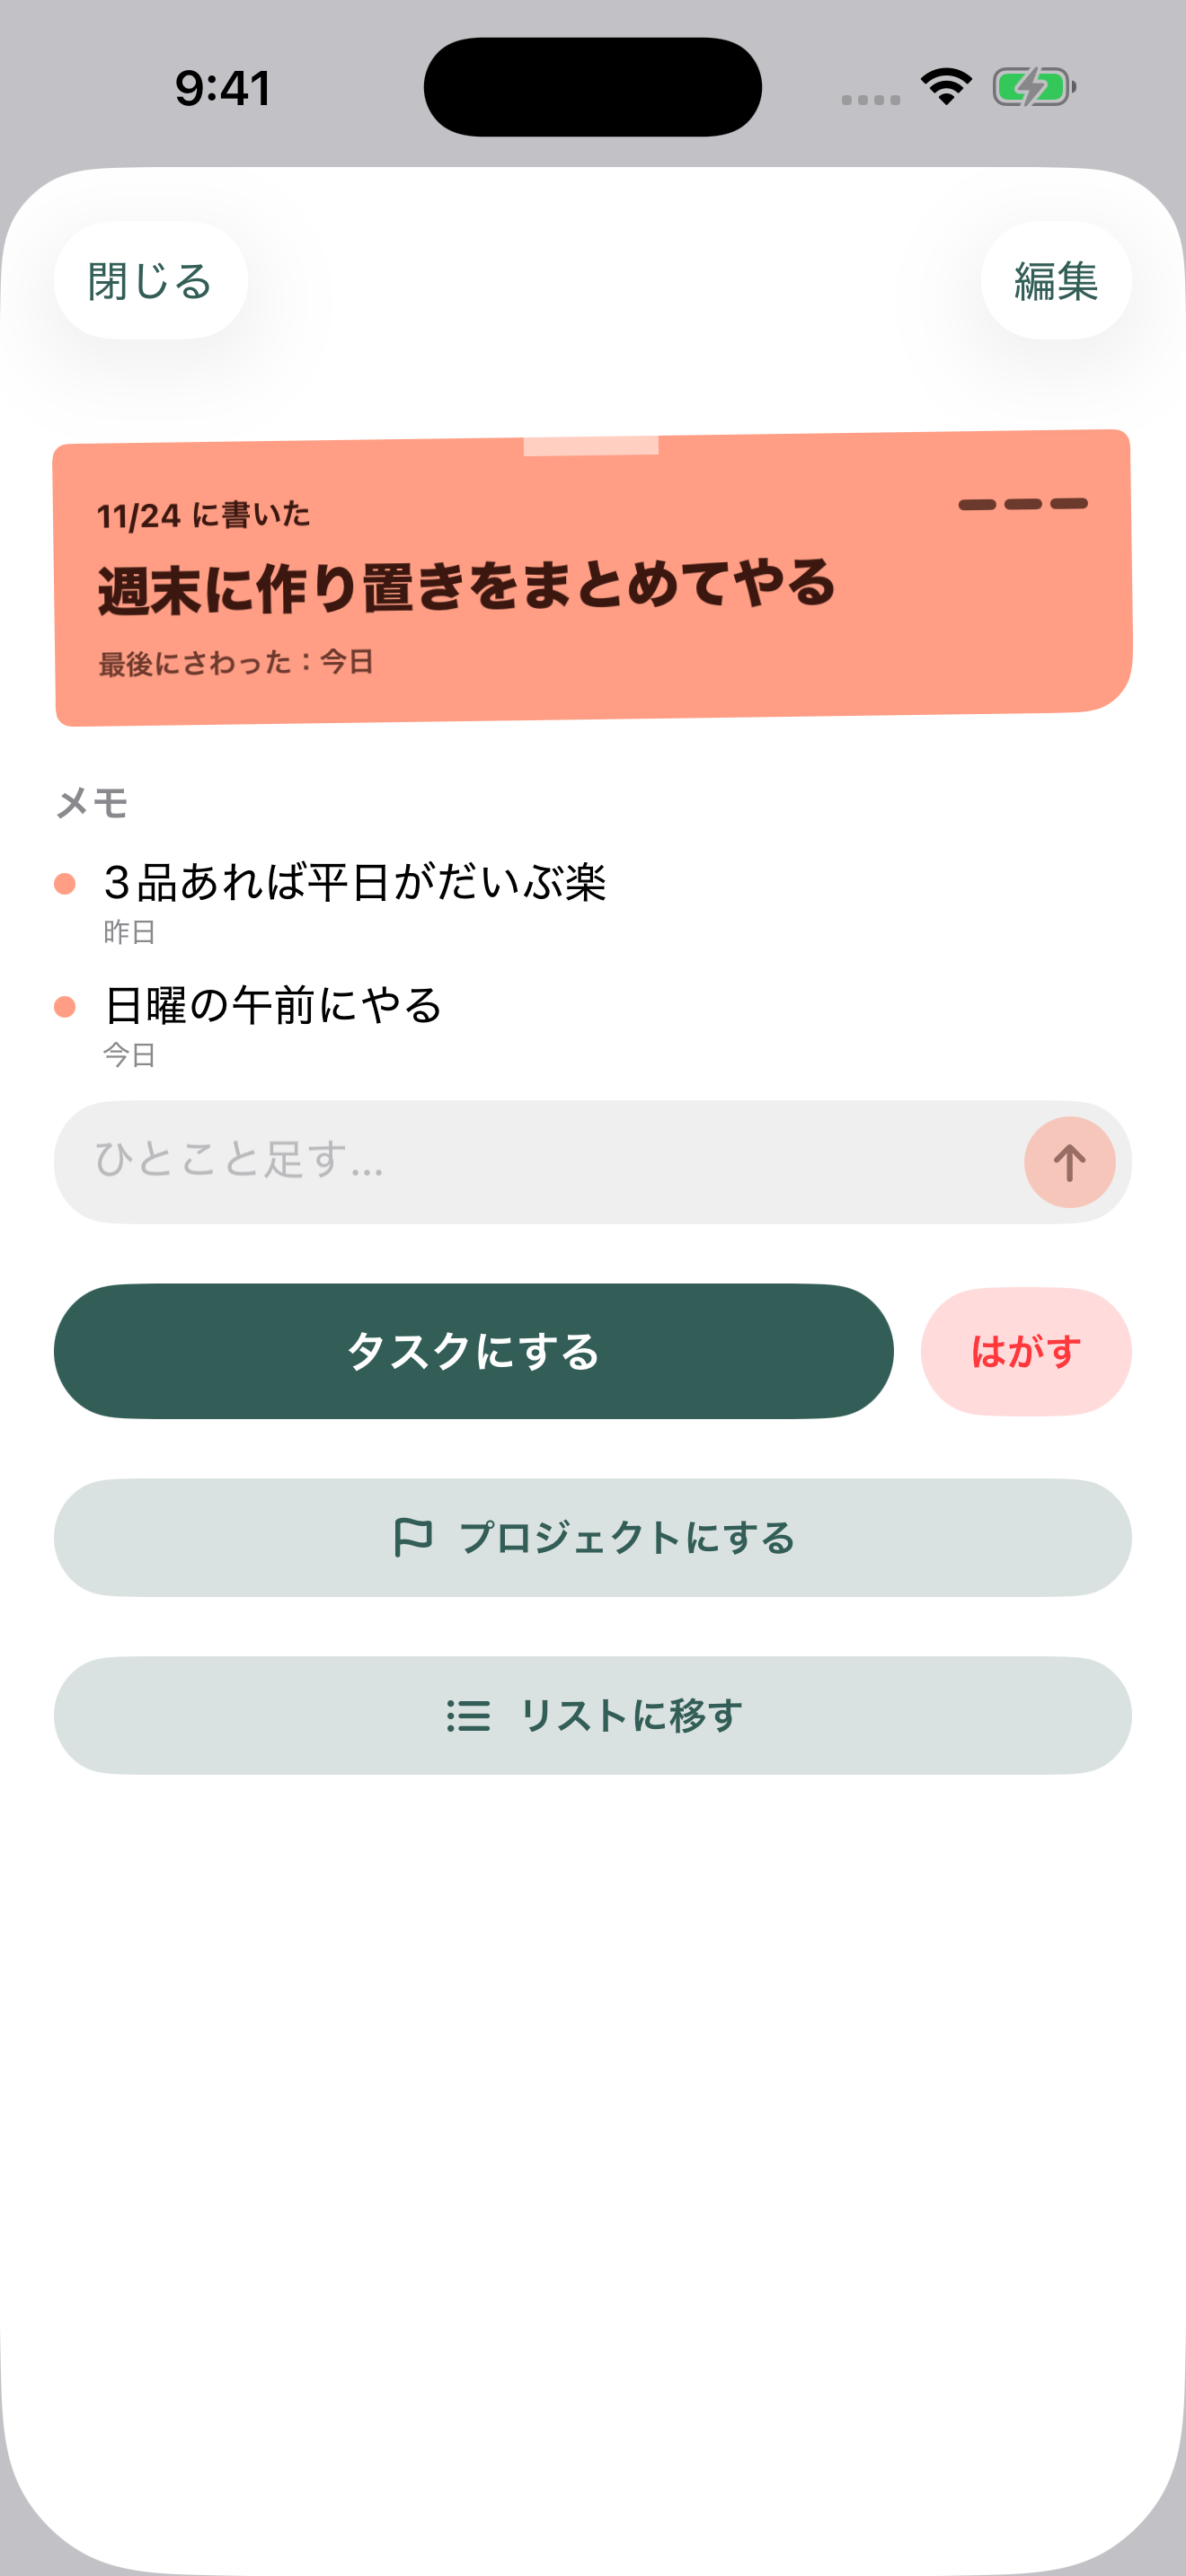 9:41
閉じる
編集
11/24 に書いた
週末に作り置きをまとめてやる
最後にさわった：今日
メモ
3品あれば平日がだいぶ楽
昨日
日曜の午前にやる
今日
ひとこと足す...
タスクにする
はがす
プロジェクトにする
リストに移す